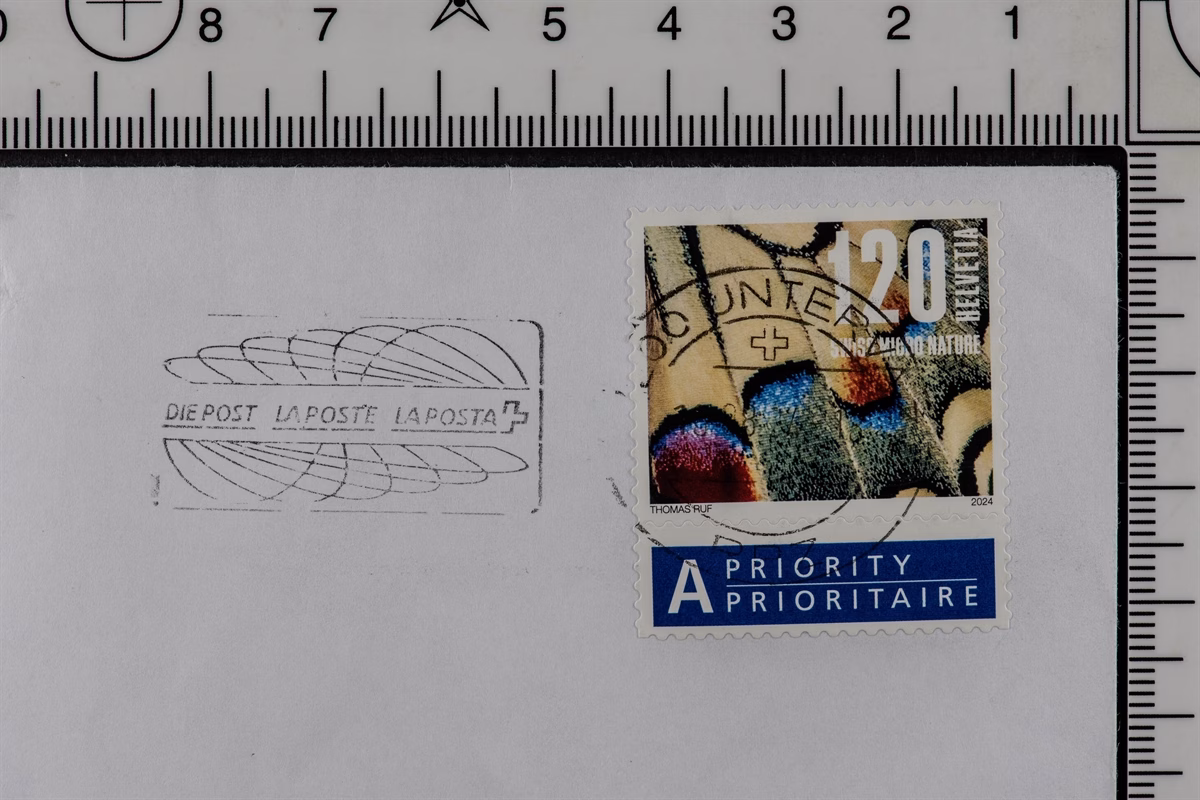 8 7 5 4 3 2 1
120
HELVETIA
SWISS MICRO NATURE
UNTER
DIE POST LA POSTE LA POSTA
THOMAS RUF 2024
A PRIORITY
PRIORITAIRE